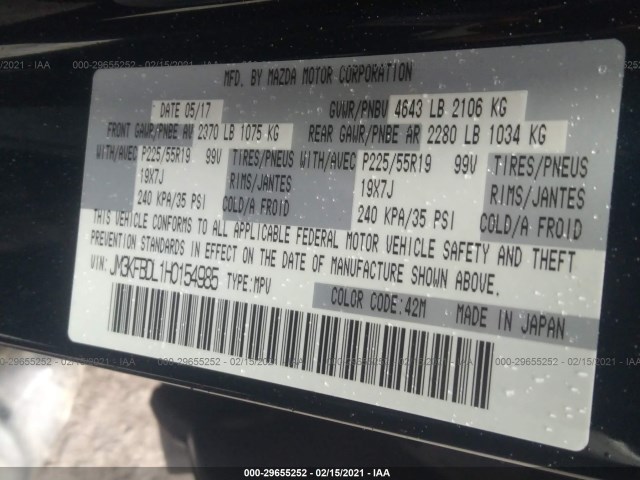 000-29655252 - 02/15/2021 - IAA
MFD. BY MAZDA MOTOR CORPORATION
DATE 05/17
GVWR/PNBV 4643 LB 2106 KG
FRONT GAWR/PNBE AV 2370 LB 1075 KG
REAR GAWR/PNBE AR 2280 LB 1034 KG
WITH/AVEC P225/55R19 99V TIRES/PNEUS WITH/AVEC P225/55R19 99V TIRES/PNEUS
19X7J RIMS/JANTES 19X7J RIMS/JANTES
240 KPA/35 PSI COLD/A FROID 240 KPA/35 PSI COLD/A FROID
THIS VEHICLE CONFORMS TO ALL APPLICABLE FEDERAL MOTOR VEHICLE SAFETY AND THEFT
PREVENTION STANDARDS IN EFFECT ON THE DATE OF MANUFACTURE SHOWN ABOVE.
VIN: JM3KFBDL1H0154985 TYPE:MPV
COLOR CODE:42M MADE IN JAPAN
000-29655252 - 02/15/2021 - IAA